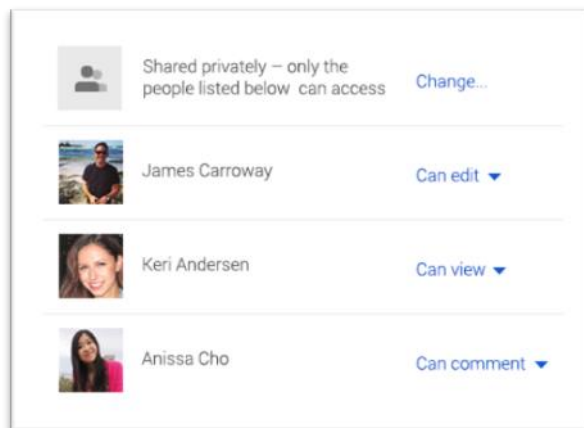 Shared privately – only the
people listed below can access
Change...
James Carroway
Can edit
Keri Andersen
Can view
Anissa Cho
Can comment